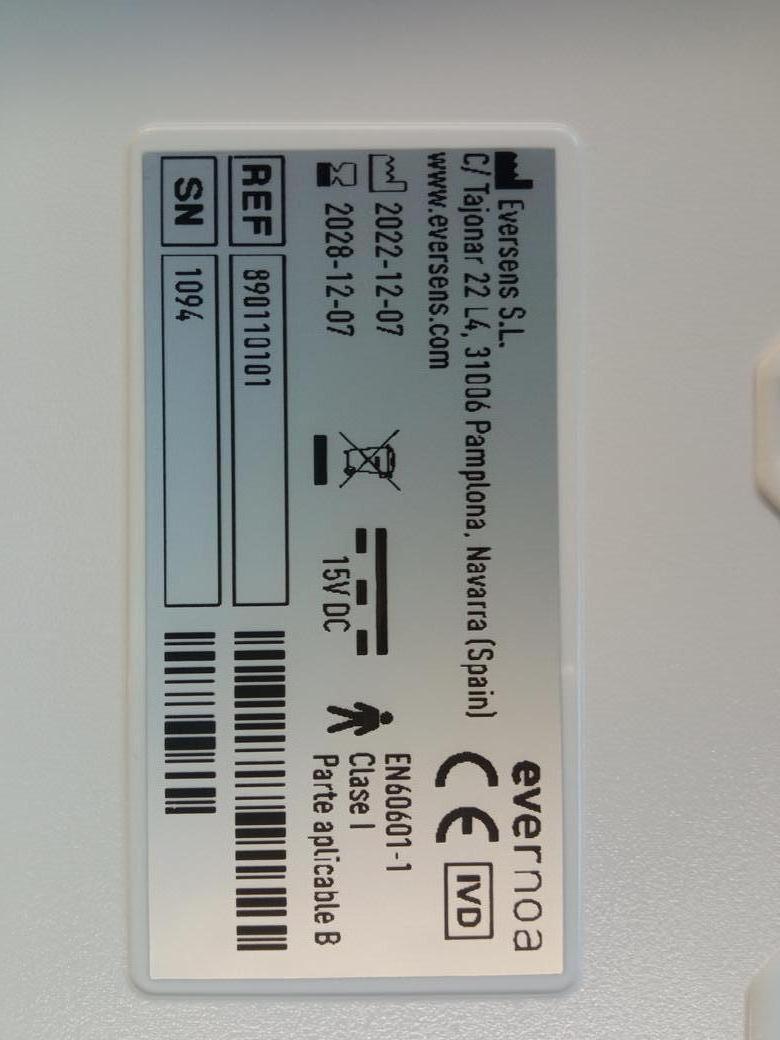 Eversens S.L.
C/ Tajonar 22 L4, 31006 Pamplona, Navarra (Spain)
www.eversens.com
evernoa
CE IVD
2022-12-07
2028-12-07
15V DC
EN60601-1
Clase I
Parte aplicable B
REF 890110101
SN 1094